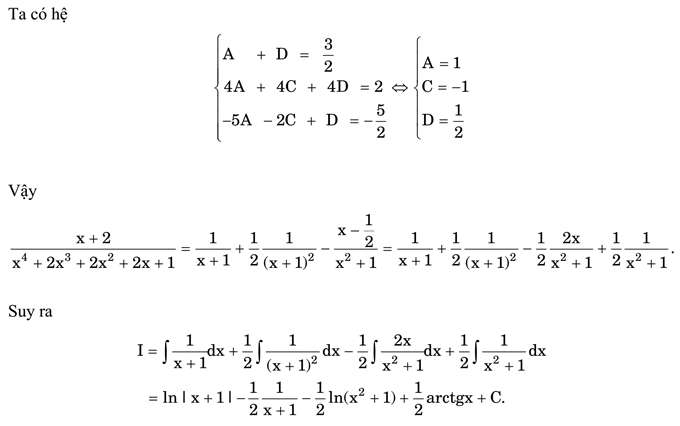 Ta có hệ
{ A + D = 3/2
4A + 4C + 4D = 2
–5A – 2C + D = –5/2 ⇔ { A = 1
C = –1
D = 1/2
Vậy
(x + 2)/(x⁴ + 2x³ + 2x² + 2x + 1) = 1/(x + 1) + 1/2 1/(x + 1)² – (x – 1/2)/(x² + 1) = 1/(x + 1) + 1/2 1/(x + 1)² – 1/2 2x/(x² + 1) + 1/2 1/(x² + 1).
Suy ra
I = ∫ 1/(x + 1) dx + 1/2 ∫ 1/(x + 1)² dx – 1/2 ∫ 2x/(x² + 1) dx + 1/2 ∫ 1/(x² + 1) dx
= ln | x + 1 | – 1/2 1/(x + 1) – 1/2 ln(x² + 1) + 1/2 arctgx + C.